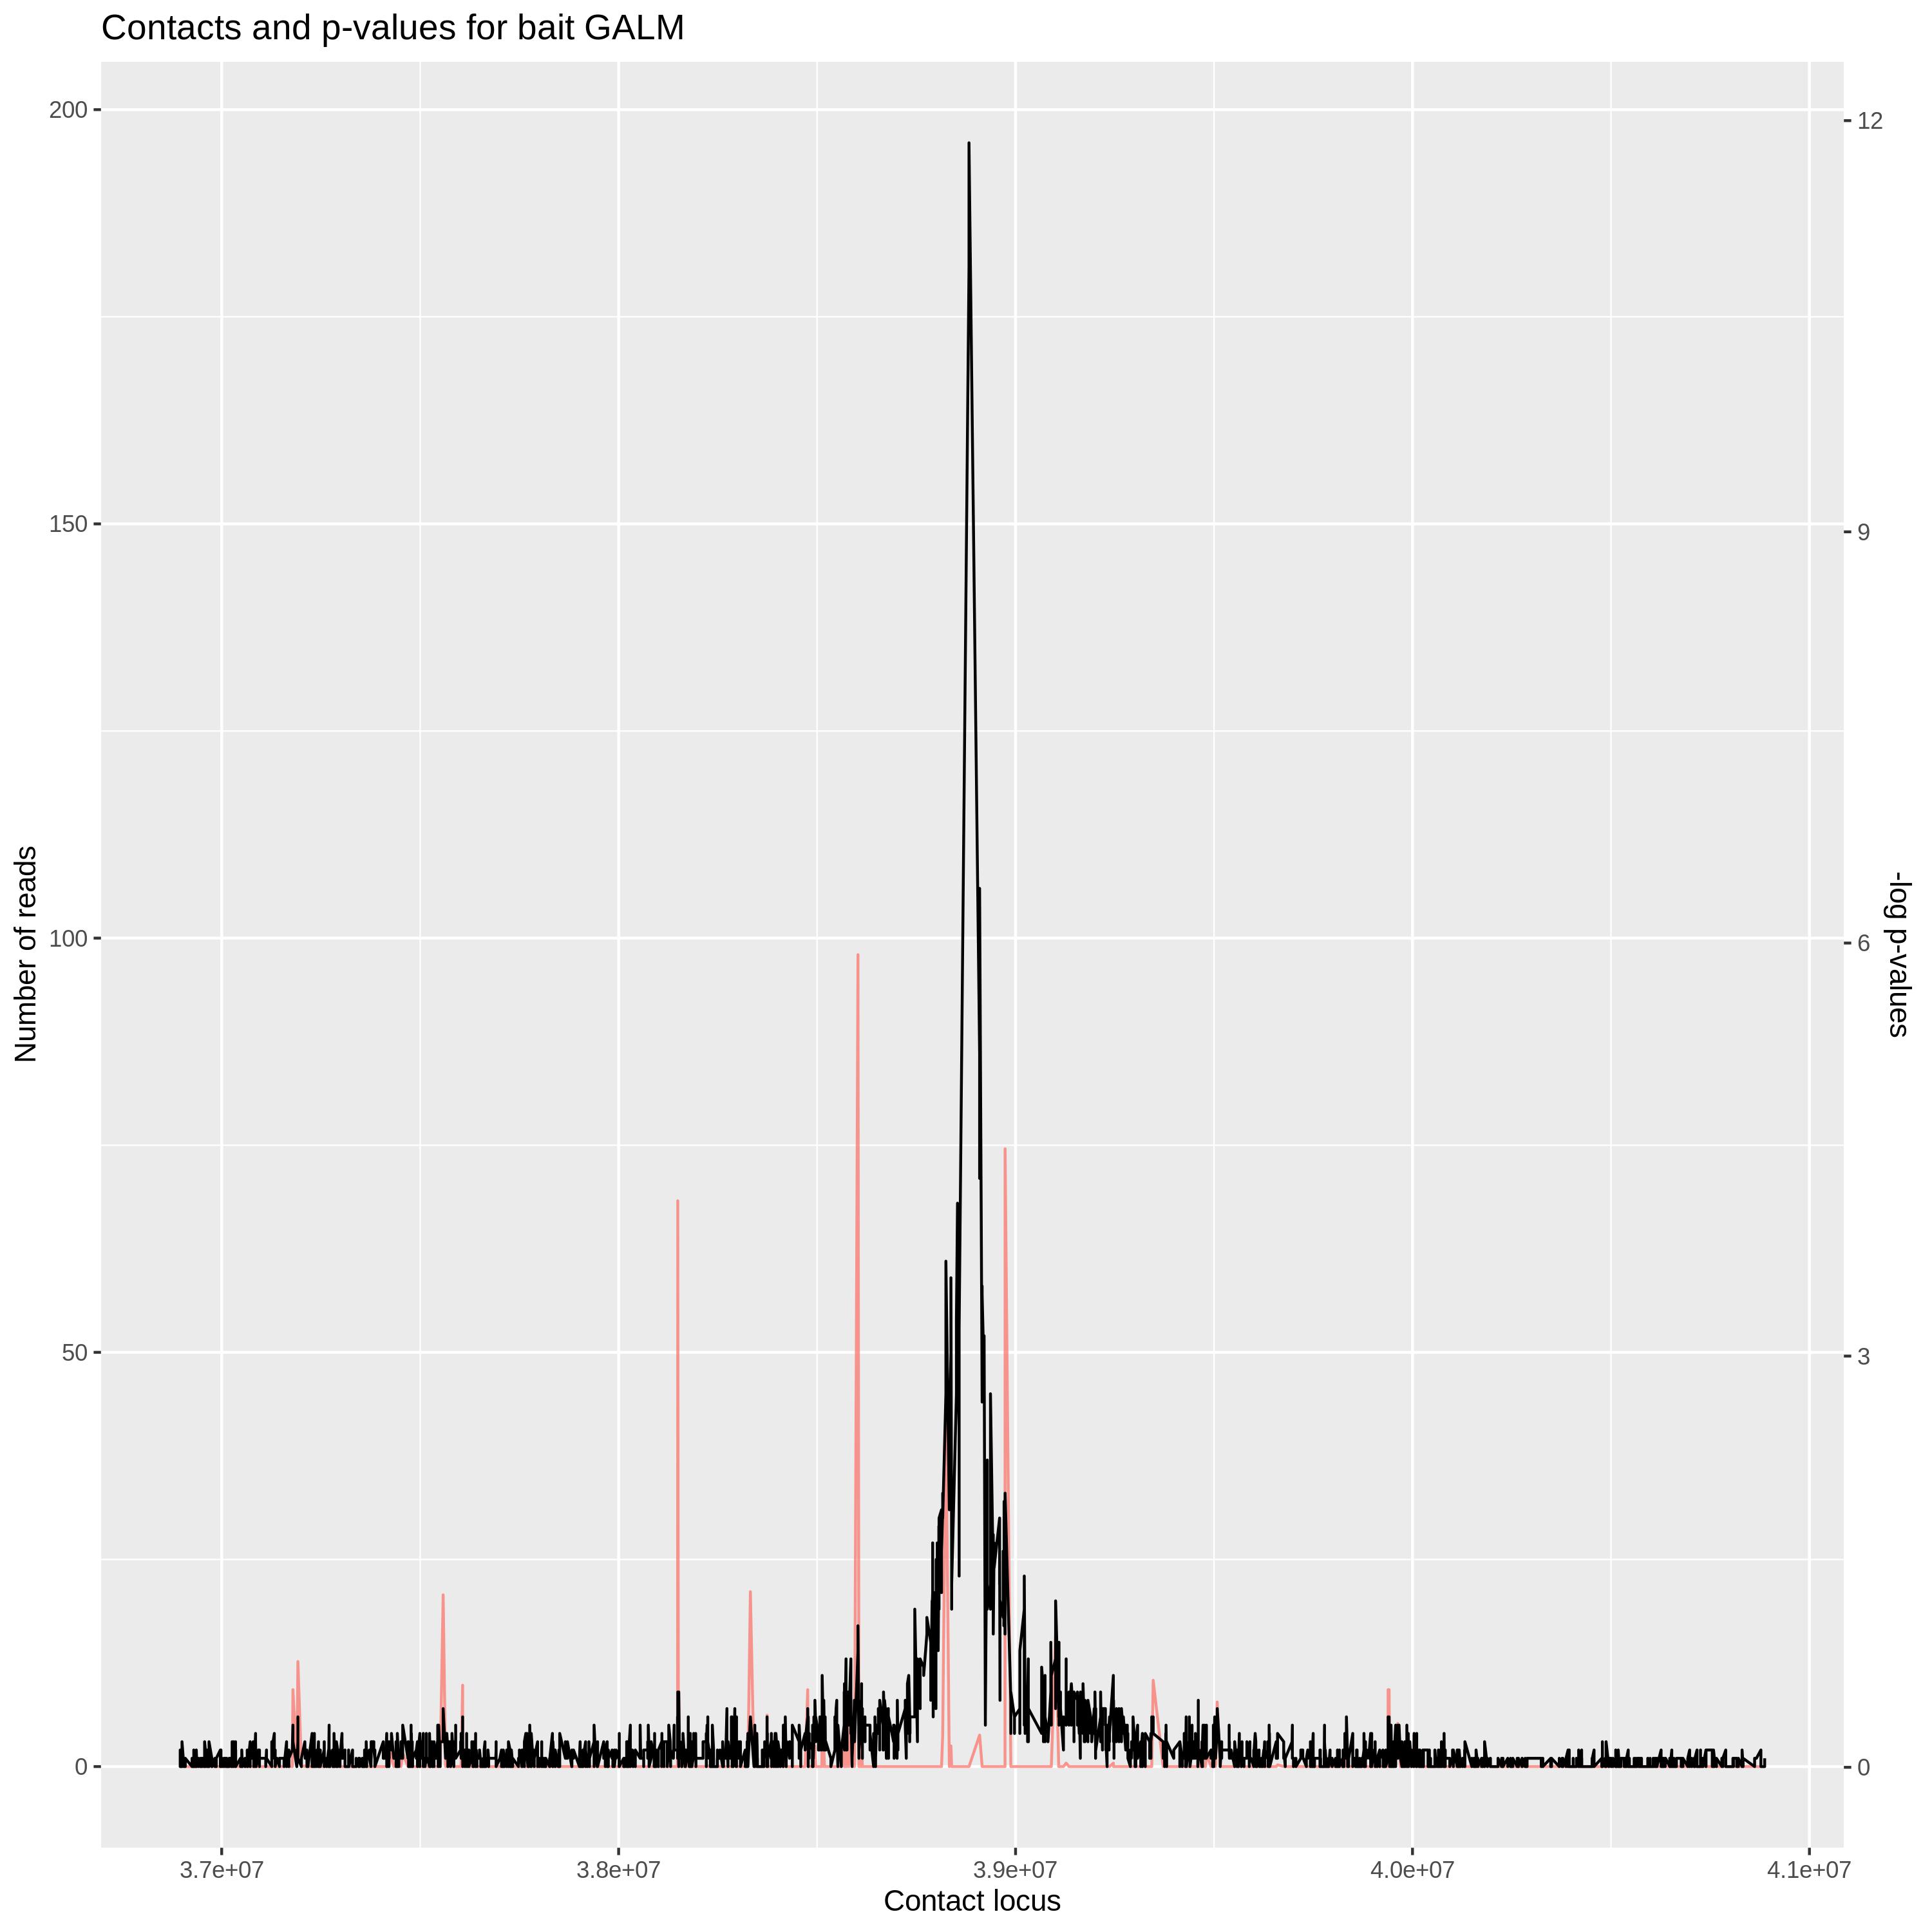 Contacts and p-values for bait GALM
200
150
100
50
0
Number of reads
12
9
6
3
0
-log p-values
3.7e+07
3.8e+07
3.9e+07
4.0e+07
4.1e+07
Contact locus